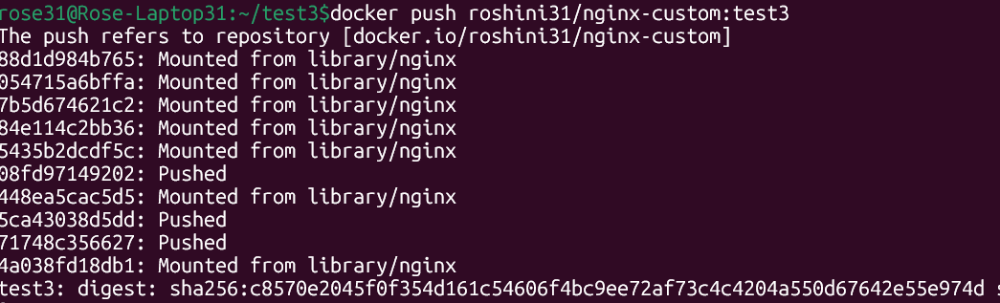 rose31@Rose-Laptop31:~/test3$docker push roshini31/nginx-custom:test3
The push refers to repository [docker.io/roshini31/nginx-custom]
88d1d984b765: Mounted from library/nginx
054715a6bffa: Mounted from library/nginx
7b5d674621c2: Mounted from library/nginx
84e114c2bb36: Mounted from library/nginx
5435b2dcdf5c: Mounted from library/nginx
08fd97149202: Pushed
448ea5cac5d5: Mounted from library/nginx
5ca43038d5dd: Pushed
71748c356627: Pushed
4a038fd18db1: Mounted from library/nginx
test3: digest: sha256:c8570e2045f0f354d161c54606f4bc9ee72af73c4c4204a550d67642e55e974d s